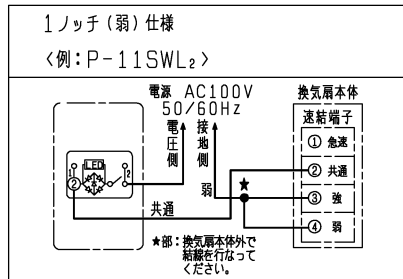 1ノッチ(弱)仕様
〈例:P-11SWL₂〉
電源 AC100V
50/60Hz
電圧側
接地側
換気扇本体
速結端子
① 急速
② 共通
③ 強
④ 弱
LED
1
2
②
弱
★
共通
★部:換気扇本体外で
結線を行なって
ください。